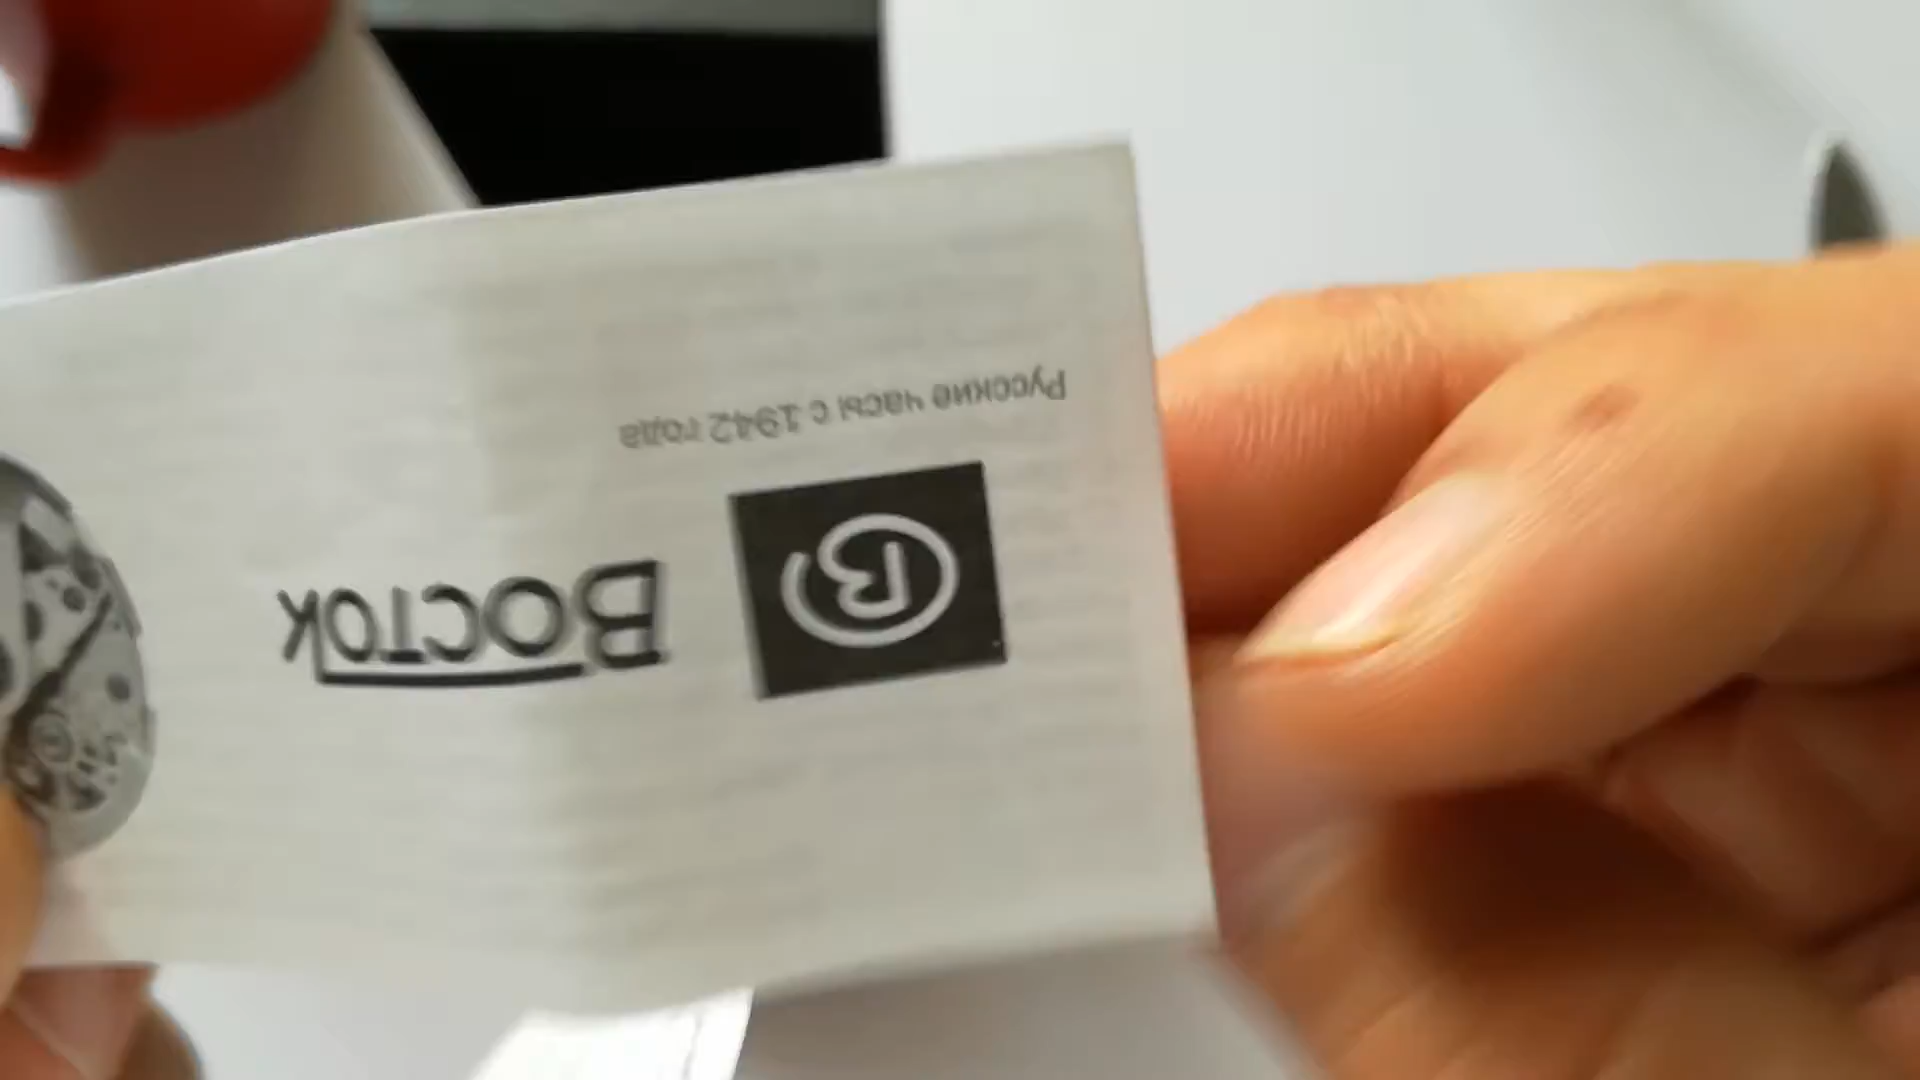 В
Восток
Русские часы с 1942 года